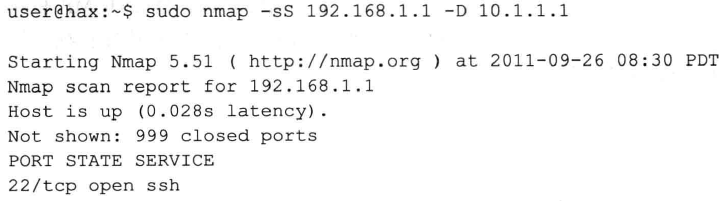 user@hax:~$ sudo nmap -sS 192.168.1.1 -D 10.1.1.1
Starting Nmap 5.51 ( http://nmap.org ) at 2011-09-26 08:30 PDT
Nmap scan report for 192.168.1.1
Host is up (0.028s latency).
Not shown: 999 closed ports
PORT STATE SERVICE
22/tcp open ssh